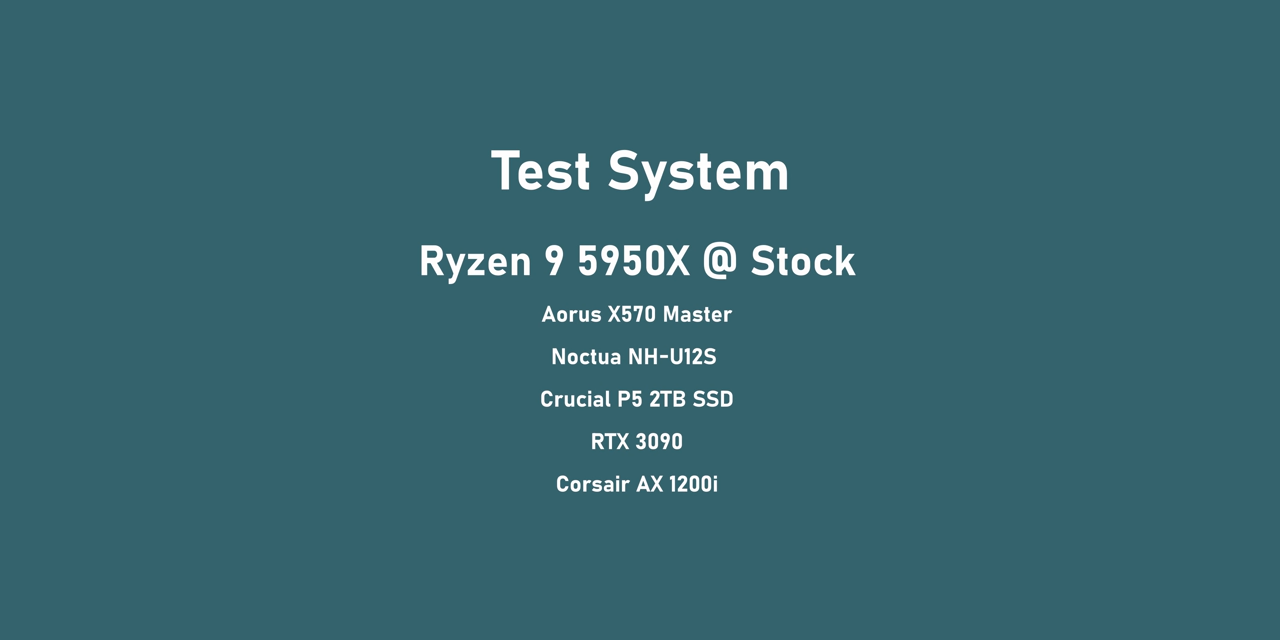 Test System
Ryzen 9 5950X @ Stock
Aorus X570 Master
Noctua NH-U12S
Crucial P5 2TB SSD
RTX 3090
Corsair AX 1200i